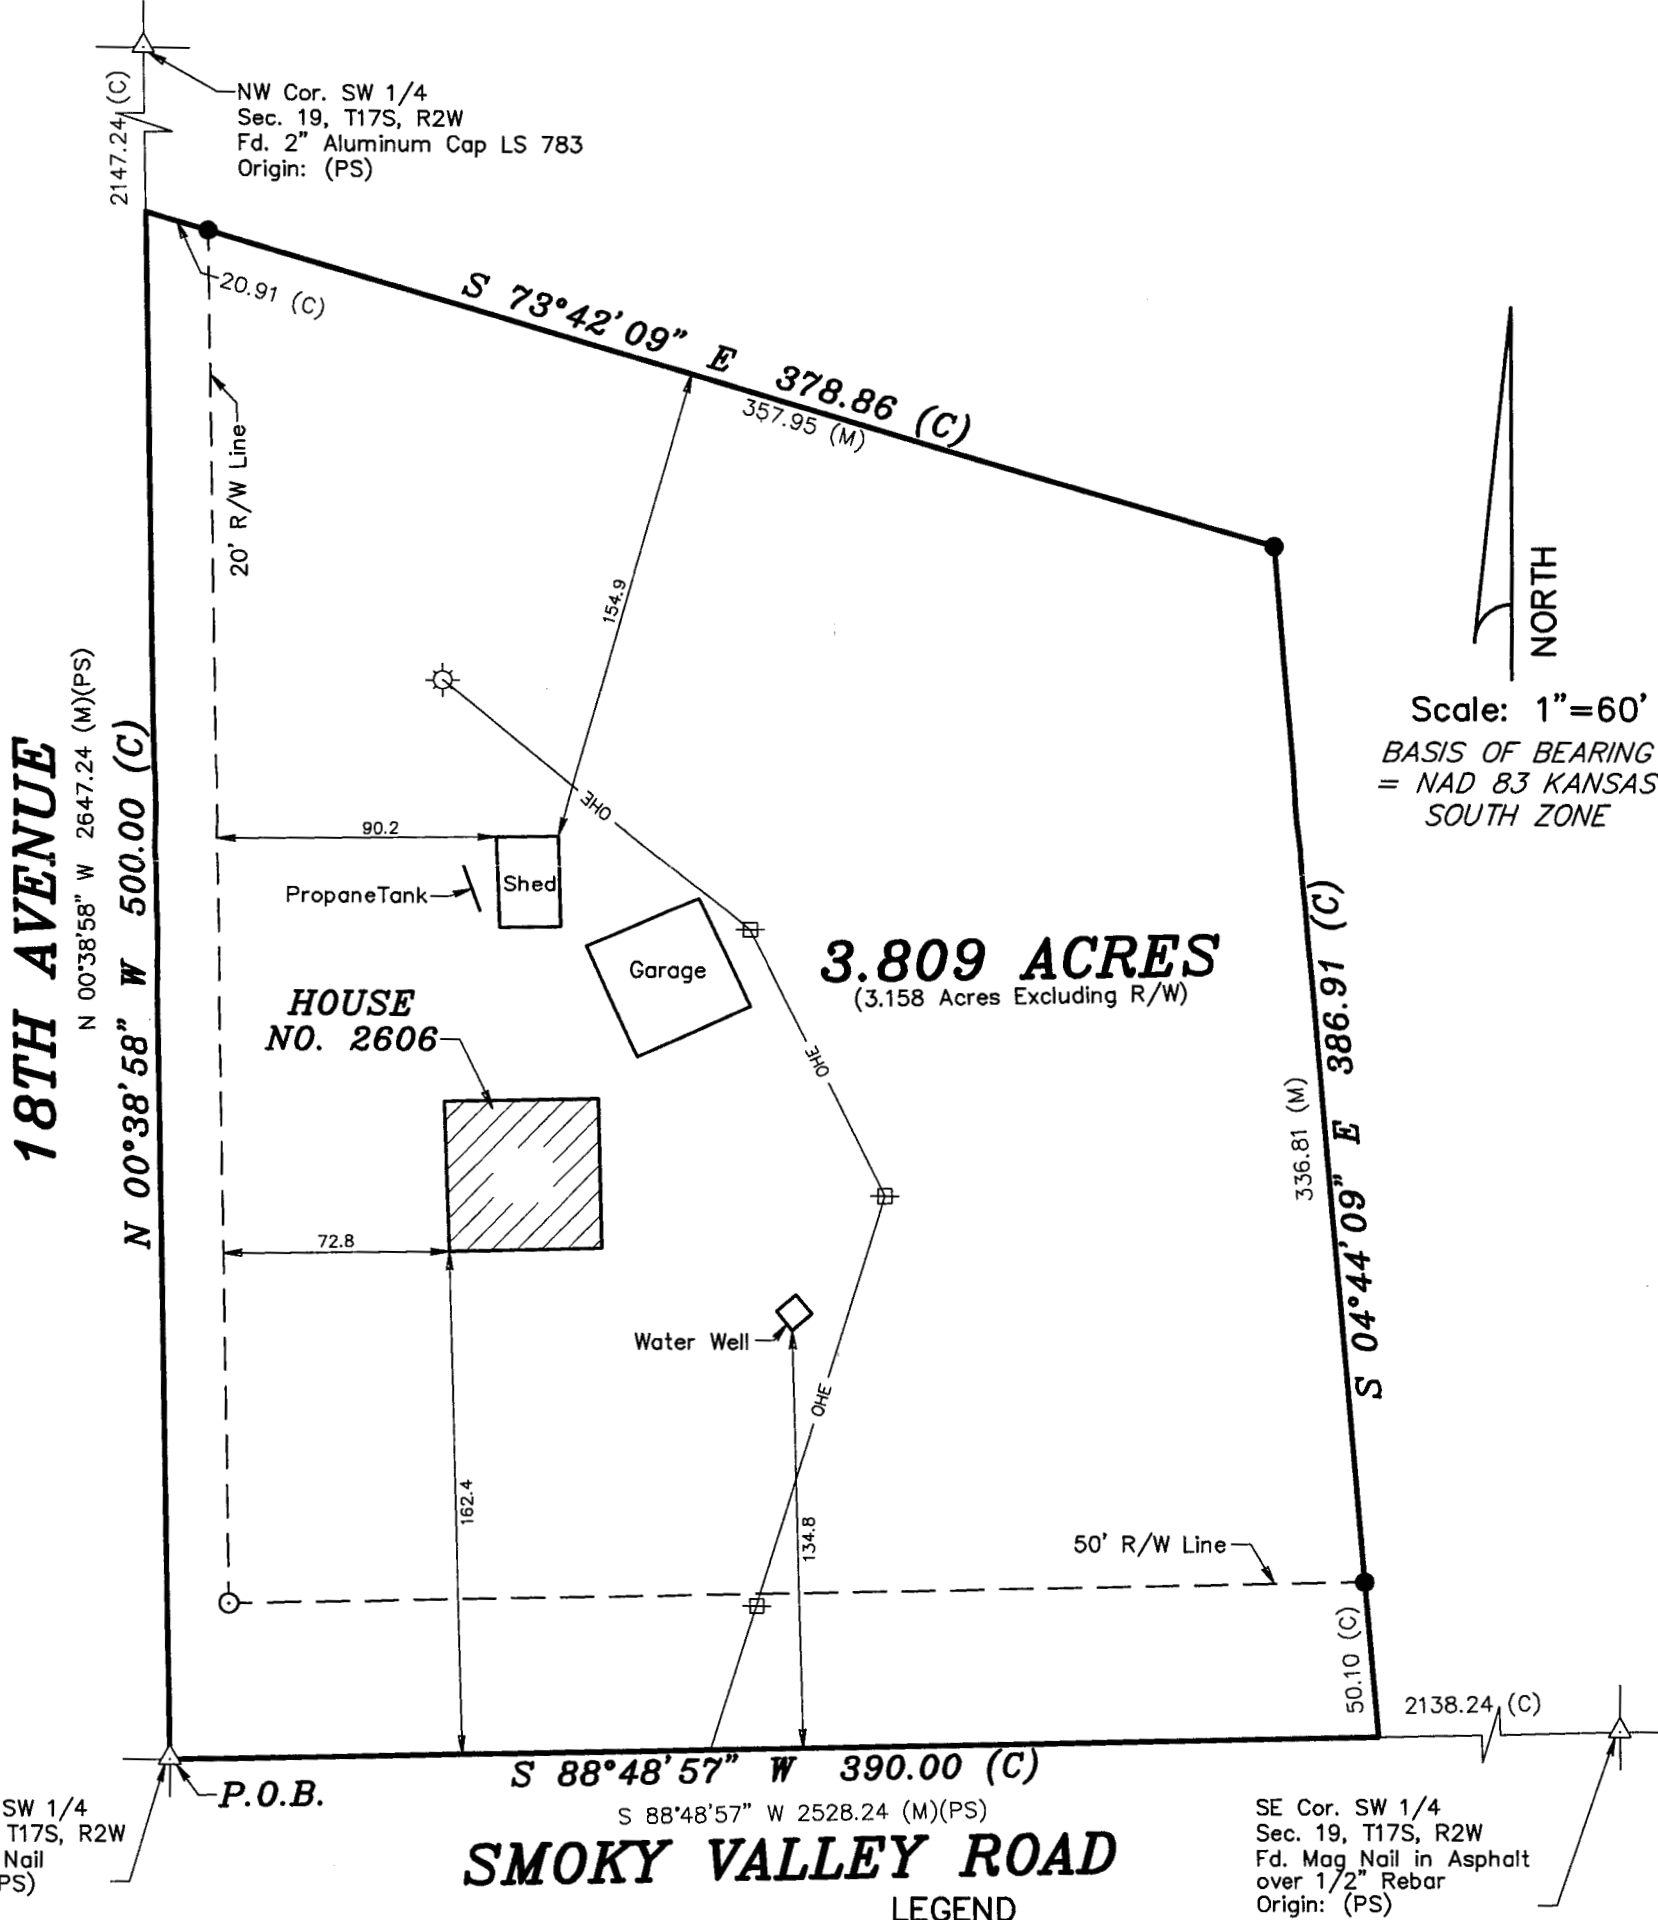 2147.24 (C)
NW Cor. SW 1/4
Sec. 19, T17S, R2W
Fd. 2" Aluminum Cap LS 783
Origin: (PS)
20.91 (C)
S 73°42'09" E 378.86 (C)
357.95 (M)
20' R/W Line
154.9
NORTH
Scale: 1"=60'
BASIS OF BEARING
= NAD 83 KANSAS
SOUTH ZONE
18TH AVENUE
N 00°38'58" W 2647.24 (M)(PS)
N 00°38'58" W 500.00 (C)
OHE
90.2
PropaneTank
Shed
Garage
3.809 ACRES
(3.158 Acres Excluding R/W)
HOUSE
NO. 2606
OHE
S 04°44'09" E 386.91 (C)
336.81 (M)
72.8
Water Well
OHE
162.4
134.8
50' R/W Line
50.10 (C)
2138.24 (C)
P.O.B.
S 88°48'57" W 390.00 (C)
S 88°48'57" W 2528.24 (M)(PS)
SMOKY VALLEY ROAD
SW 1/4
T17S, R2W
Nail
PS)
SE Cor. SW 1/4
Sec. 19, T17S, R2W
Fd. Mag Nail in Asphalt
over 1/2" Rebar
Origin: (PS)
LEGEND